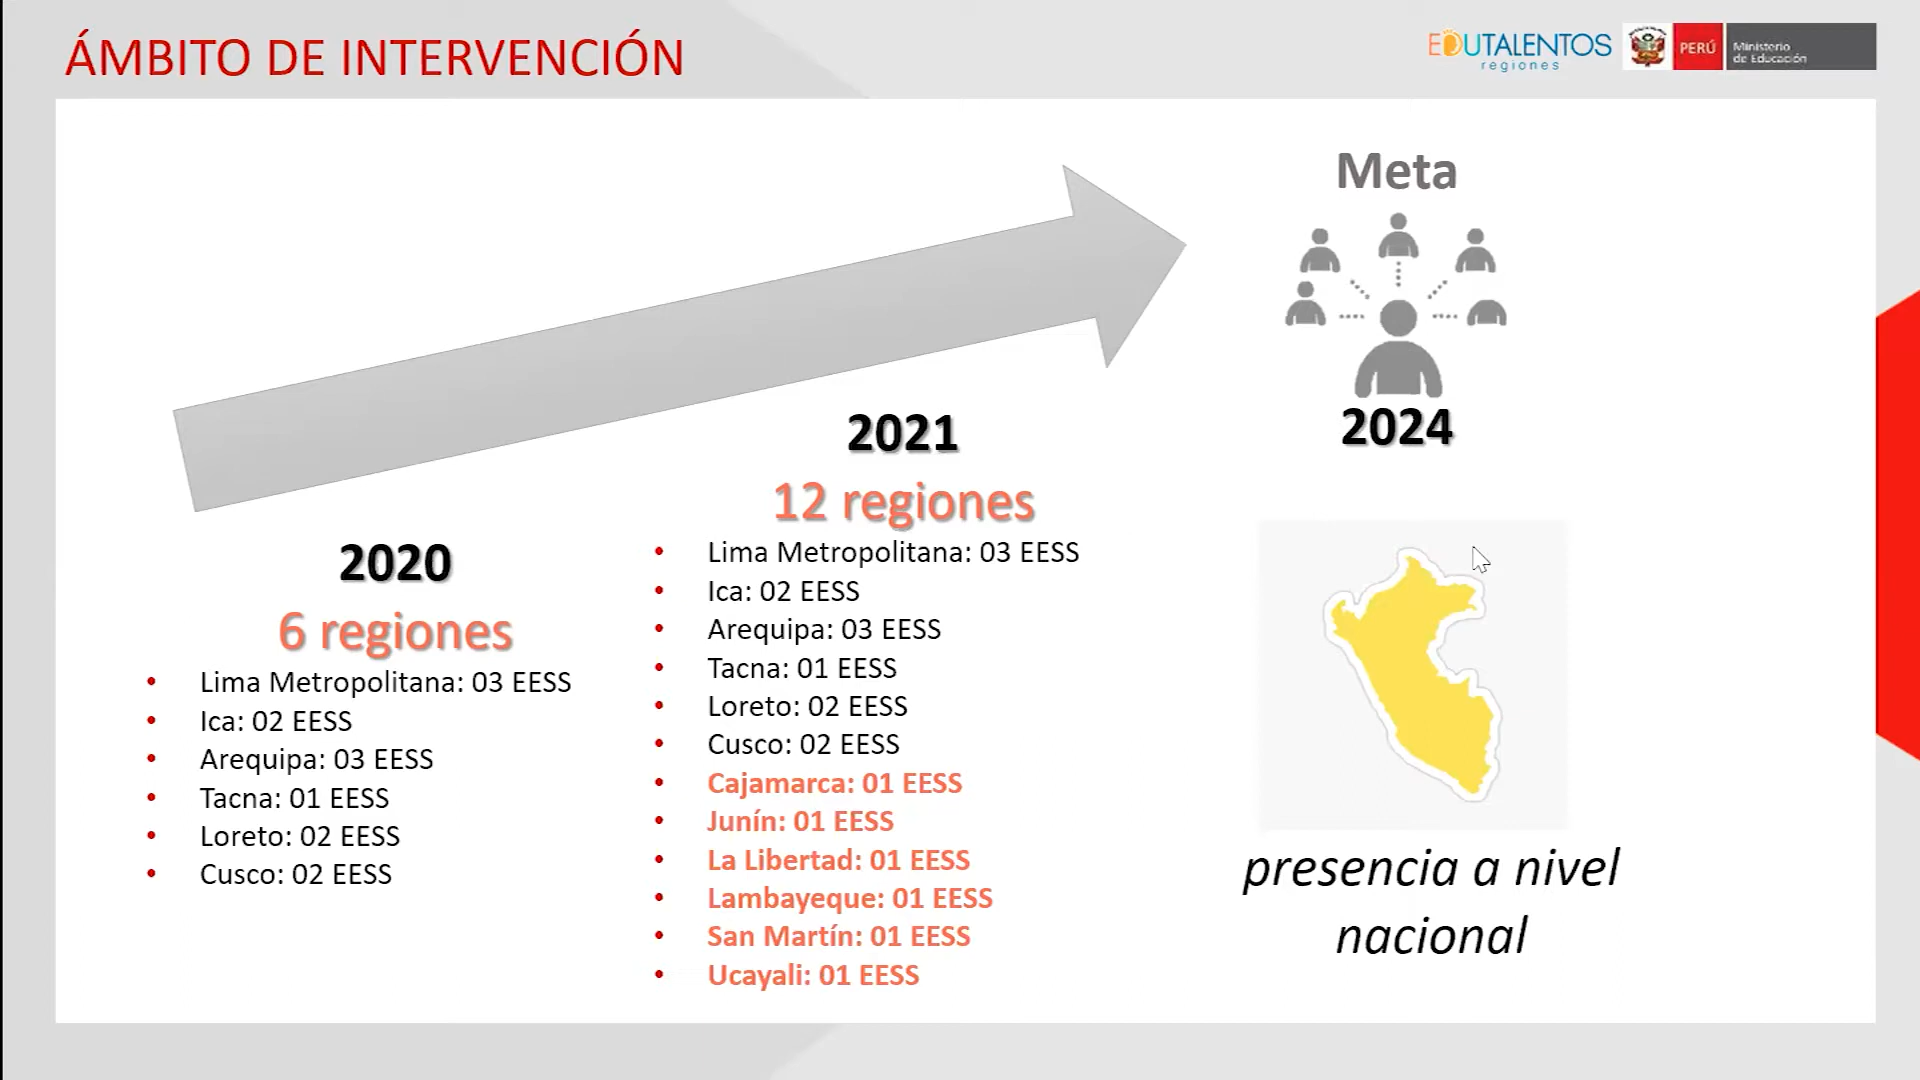 ÁMBITO DE INTERVENCIÓN
EDUTALENTOS
regiones
PERÚ
Ministerio
de Educación
Meta
2024
presencia a nivel
nacional
2021
12 regiones
• Lima Metropolitana: 03 EESS
• Ica: 02 EESS
• Arequipa: 03 EESS
• Tacna: 01 EESS
• Loreto: 02 EESS
• Cusco: 02 EESS
• Cajamarca: 01 EESS
• Junín: 01 EESS
• La Libertad: 01 EESS
• Lambayeque: 01 EESS
• San Martín: 01 EESS
• Ucayali: 01 EESS
2020
6 regiones
• Lima Metropolitana: 03 EESS
• Ica: 02 EESS
• Arequipa: 03 EESS
• Tacna: 01 EESS
• Loreto: 02 EESS
• Cusco: 02 EESS